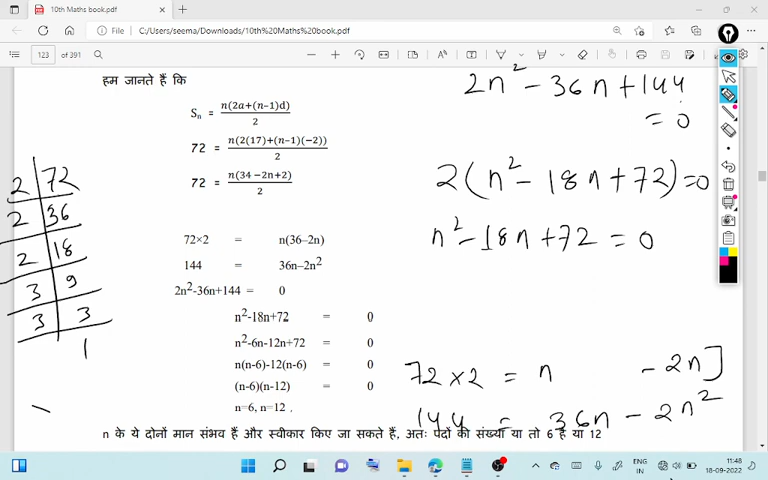 10th Maths book.pdf
File
C:/Users/seema/Downloads/10th%20Maths%20book.pdf
123 of 391
हम जानते हैं कि
Sn = n(2a+(n−1)d)/2
72 = n(2(17)+(n−1)(−2))/2
72 = n(34 −2n+2)/2
72×2 = n(36–2n)
144 = 36n–2n²
2n²-36n+144 = 0
n²-18n+72 = 0
n²-6n-12n+72 = 0
n(n-6)-12(n-6) = 0
(n-6)(n-12) = 0
n=6, n=12 .
n के ये दोनों मान संभव हैं और स्वीकार किए जा सकते हैं, अतः पदों की संख्या या तो 6 है या 12
2 72
2 36
2 18
3 9
3 3
1
2n² − 36n + 144
= 0
2(n² − 18n + 72) = 0
n² − 18n + 72 = 0
72 × 2 = n − 2n]
144 = 36n − 2n²
ENG
IN
11:48
18-09-2022